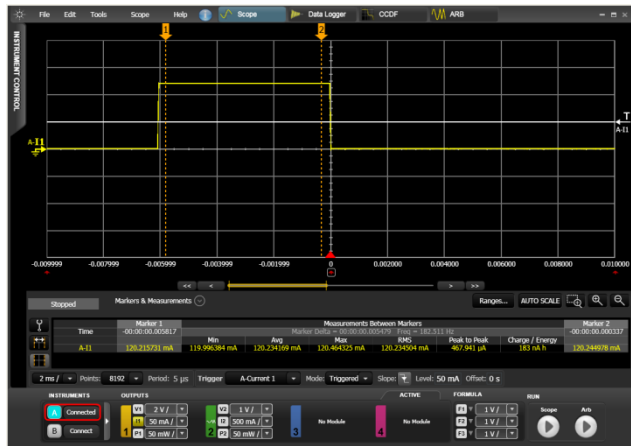 File Edit Tools Scope Help Scope Data Logger CCDF ARB
INSTRUMENT CONTROL
1 2
T
A-I1
A-I1
-0.009999 -0.007999 -0.005999 -0.003999 -0.001999 0 0.002000 0.004000 0.006000 0.008000 0.010000
<< < > >>
Stopped Markers & Measurements Ranges... AUTO SCALE
Marker 1 Measurements Between Markers Marker 2
Time -00:00:00.005817 Marker Delta = 00:00:00.005479 Freq = 182.511 Hz -00:00:00.000337
Min Avg Max RMS Peak to Peak Charge / Energy
A-I1 120.215731 mA 119.996384 mA 120.234169 mA 120.464325 mA 120.234504 mA 467.941 µA 183 nA h 120.244978 mA
2 ms / Points: 8192 Period: 5 µs Trigger A-Current 1 Mode: Triggered Slope: Level: 50 mA Offset: 0 s
INSTRUMENTS OUTPUTS ACTIVE FORMULA RUN
A Connected
B Connect
1 V1 2 V / I1 50 mA / P1 50 mW /
2 V2 1 V / I2 500 mA / P2 50 mW /
3 No Module
4 No Module
F1 1 V / F2 1 V / F3 1 V /
Scope Arb